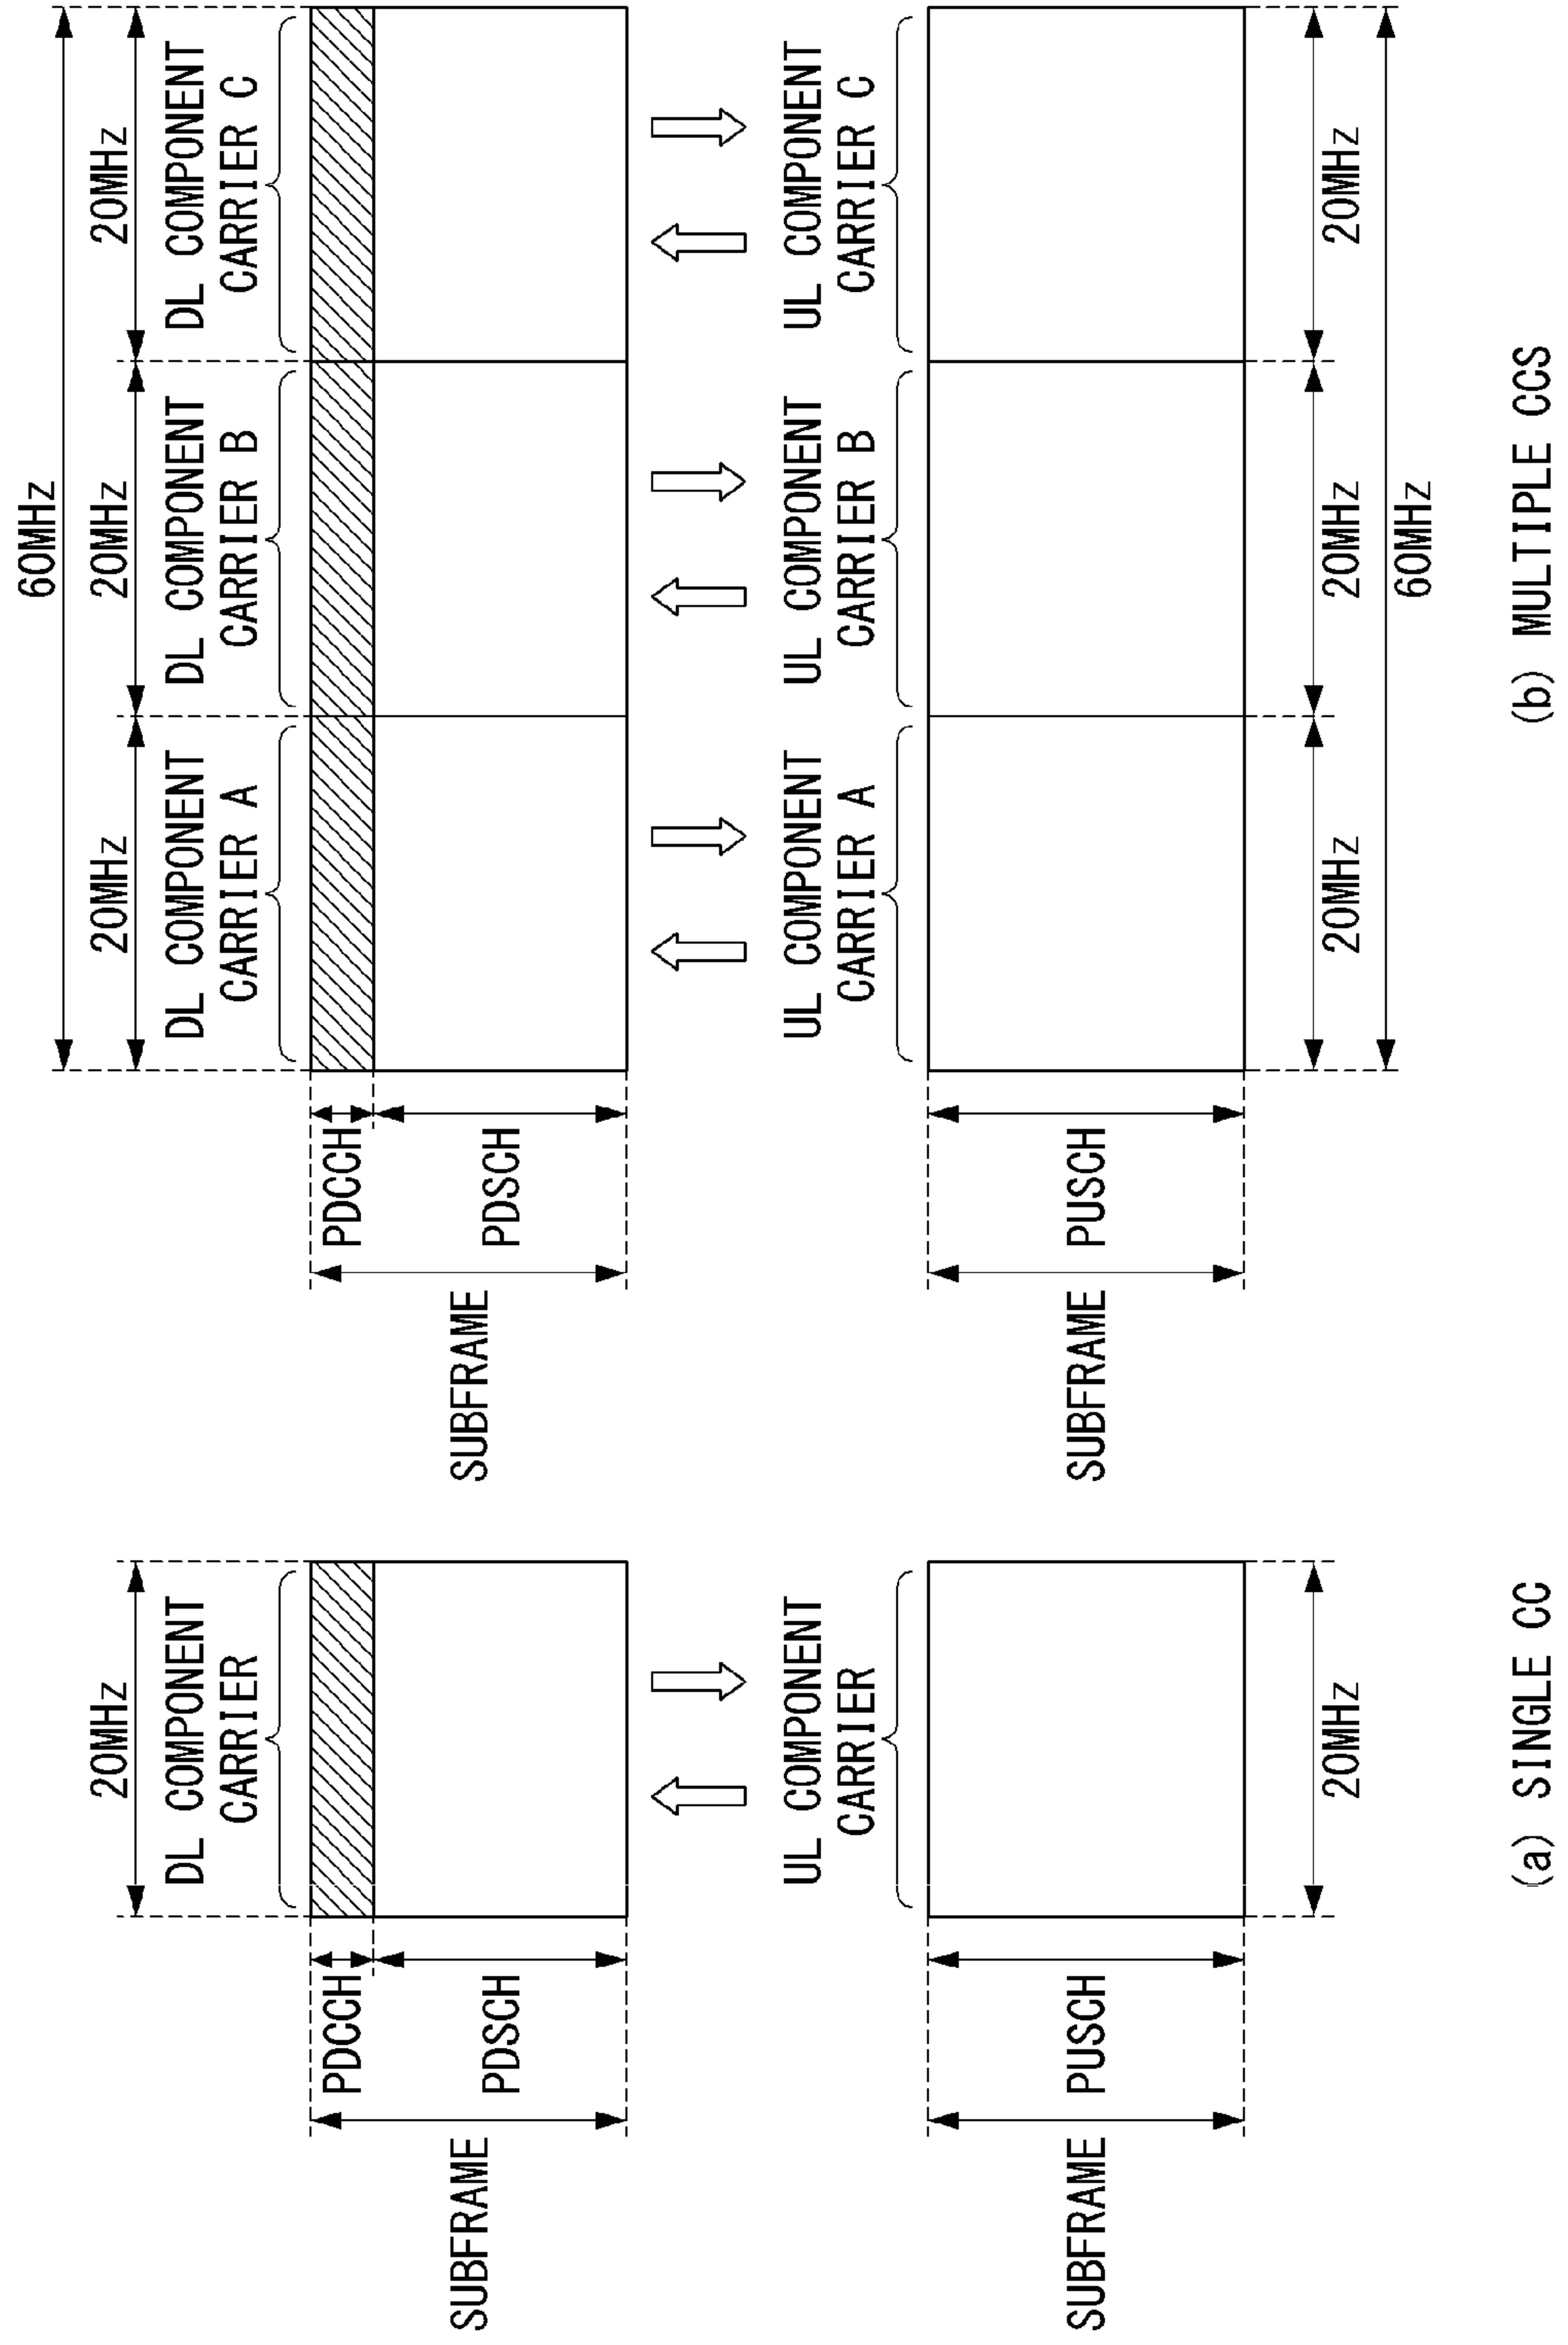 20MHz
DL COMPONENT
CARRIER
SUBFRAME
PDCCH
PDSCH
UL COMPONENT
CARRIER
SUBFRAME
PUSCH
20MHz
(a) SINGLE CC
60MHz
20MHz
20MHz
20MHz
DL COMPONENT
CARRIER A
DL COMPONENT
CARRIER B
DL COMPONENT
CARRIER C
SUBFRAME
PDCCH
PDSCH
UL COMPONENT
CARRIER A
UL COMPONENT
CARRIER B
UL COMPONENT
CARRIER C
SUBFRAME
PUSCH
20MHz
20MHz
20MHz
60MHz
(b) MULTIPLE CCS